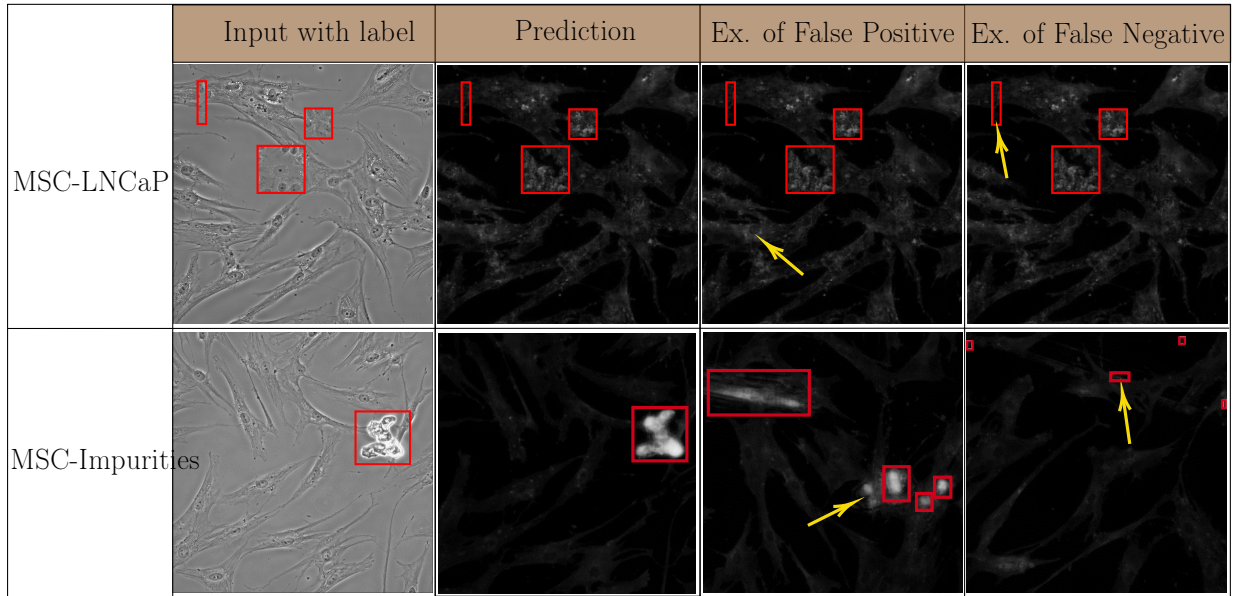 Input with label
Prediction
Ex. of False Positive
Ex. of False Negative
MSC-LNCaP
MSC-Impurities